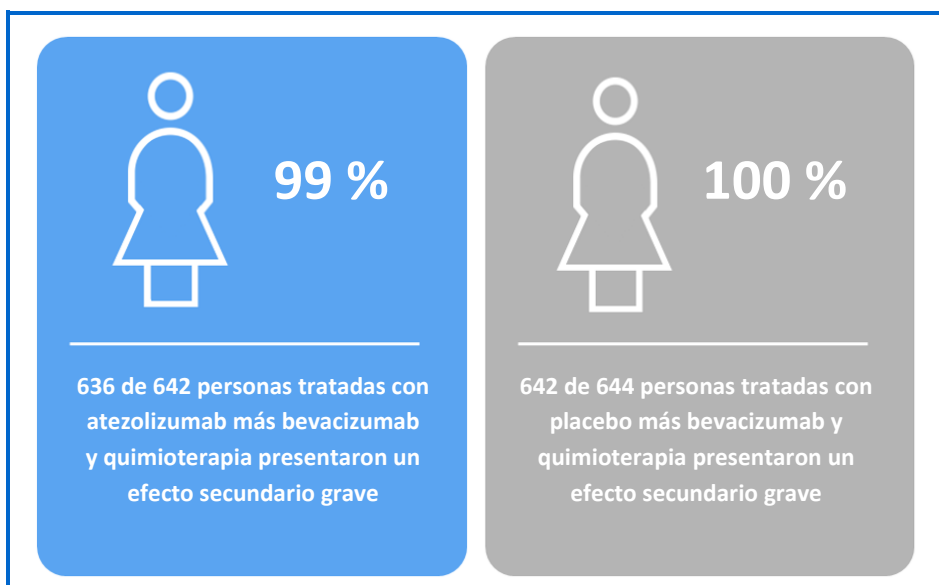 99 %
636 de 642 personas tratadas con
atezolizumab más bevacizumab
y quimioterapia presentaron un
efecto secundario grave
100 %
642 de 644 personas tratadas con
placebo más bevacizumab y
quimioterapia presentaron un
efecto secundario grave